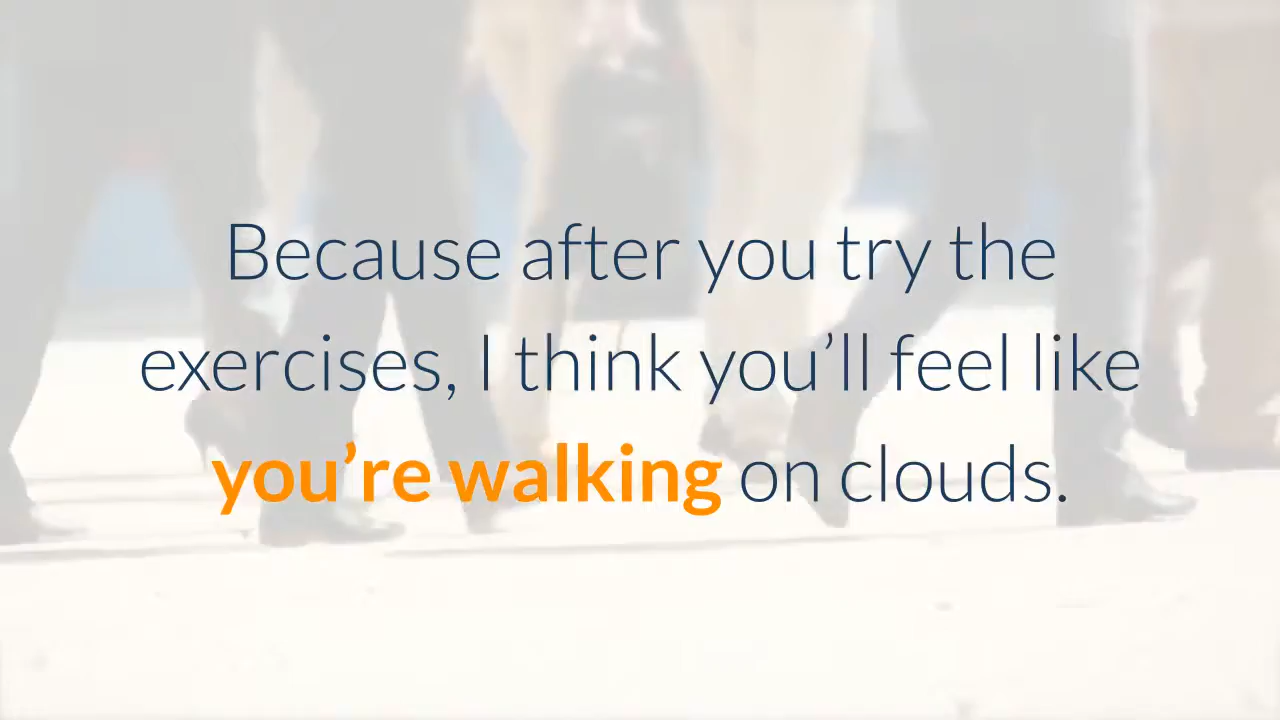 Because after you try the
exercises, I think you’ll feel like
you’re walking on clouds.